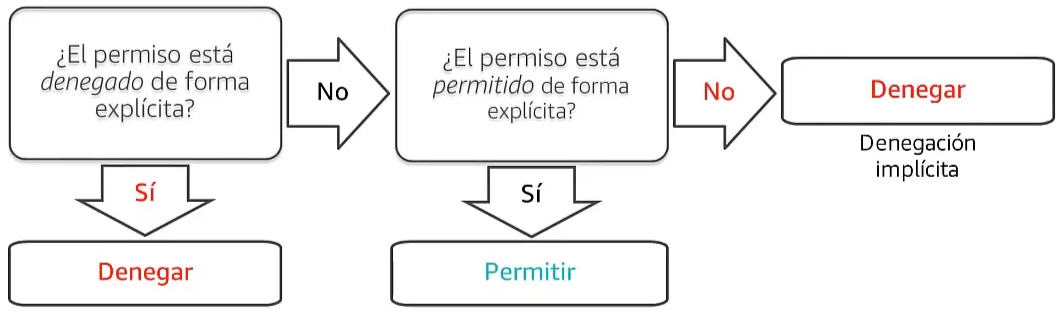 ¿El permiso está
denegado de forma
explícita?
No
¿El permiso está
permitido de forma
explícita?
No
Denegar
Denegación
implícita
Sí
Sí
Denegar
Permitir